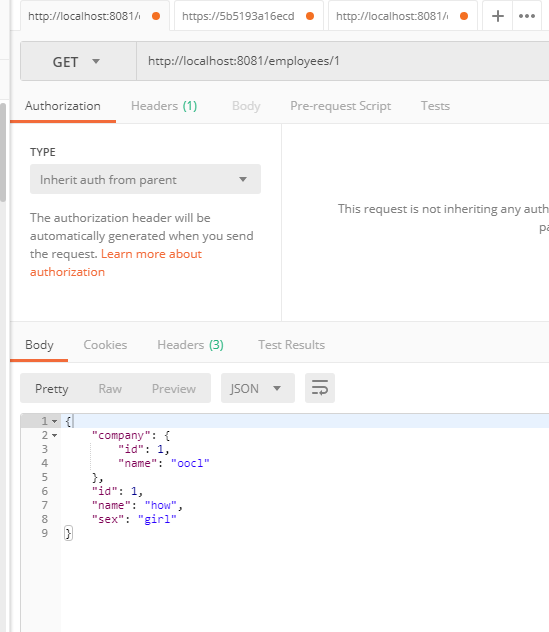 http://localhost:8081/
https://5b5193a16ecd
http://localhost:8081/
GET
http://localhost:8081/employees/1
Authorization
Headers (1)
Body
Pre-request Script
Tests
TYPE
Inherit auth from parent
The authorization header will be
automatically generated when you send
the request. Learn more about
authorization
This request is not inheriting any auth
pa
Body
Cookies
Headers (3)
Test Results
Pretty
Raw
Preview
JSON
1 {
2 "company": {
3 "id": 1,
4 "name": "oocl"
5 },
6 "id": 1,
7 "name": "how",
8 "sex": "girl"
9 }